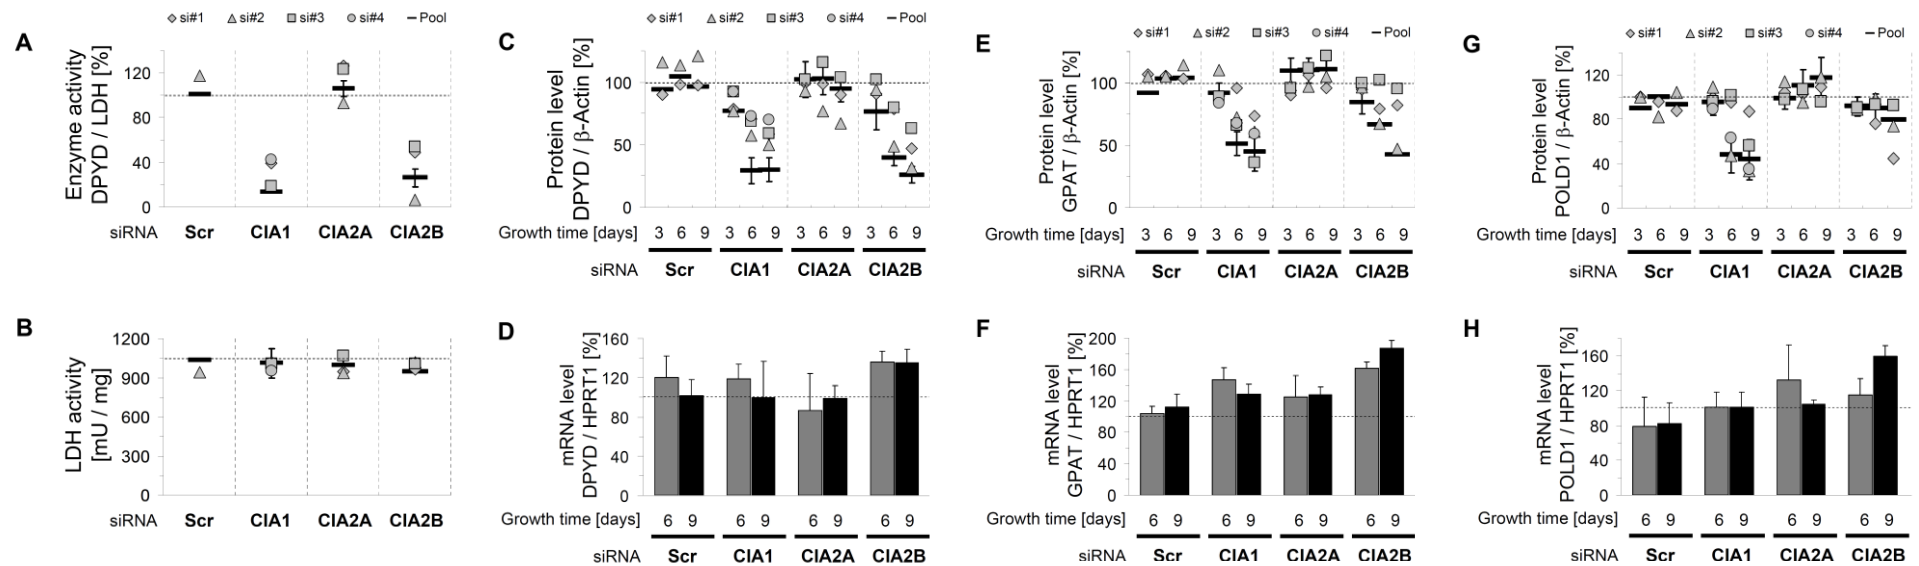 A
si#1 si#2 si#3 si#4 Pool
Enzyme activity
DPYD / LDH [%]
120
80
40
0
siRNA Scr CIA1 CIA2A CIA2B
B
LDH activity
[mU / mg]
1200
900
600
300
0
siRNA Scr CIA1 CIA2A CIA2B
C
si#1 si#2 si#3 si#4 Pool
Protein level
DPYD / β-Actin [%]
100
50
0
Growth time [days] 3 6 9 3 6 9 3 6 9 3 6 9
siRNA Scr CIA1 CIA2A CIA2B
D
mRNA level
DPYD / HPRT1 [%]
160
120
80
40
0
Growth time [days] 6 9 6 9 6 9 6 9
siRNA Scr CIA1 CIA2A CIA2B
E
si#1 si#2 si#3 si#4 Pool
Protein level
GPAT / β-Actin [%]
100
50
0
Growth time [days] 3 6 9 3 6 9 3 6 9 3 6 9
siRNA Scr CIA1 CIA2A CIA2B
F
mRNA level
GPAT / HPRT1 [%]
200
160
120
80
40
0
Growth time [days] 6 9 6 9 6 9 6 9
siRNA Scr CIA1 CIA2A CIA2B
G
si#1 si#2 si#3 si#4 Pool
Protein level
POLD1 / β-Actin [%]
120
80
40
0
Growth time [days] 3 6 9 3 6 9 3 6 9 3 6 9
siRNA Scr CIA1 CIA2A CIA2B
H
mRNA level
POLD1 / HPRT1 [%]
160
120
80
40
0
Growth time [days] 6 9 6 9 6 9 6 9
siRNA Scr CIA1 CIA2A CIA2B